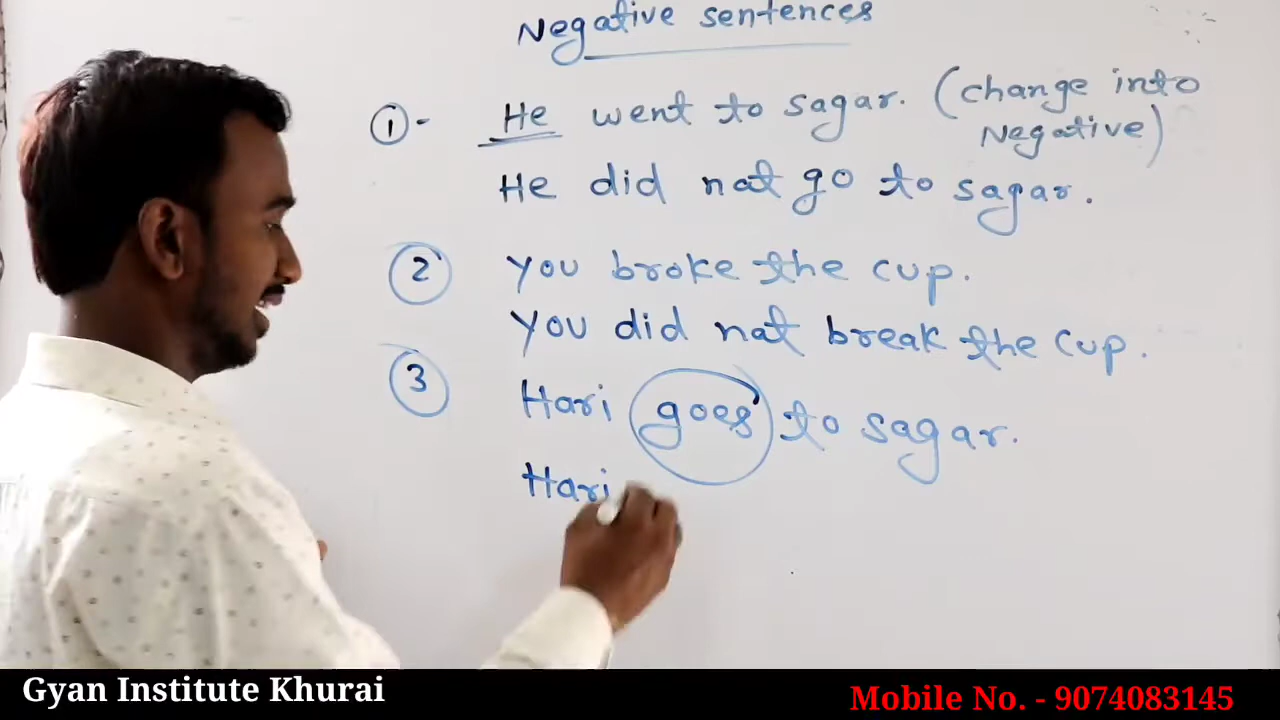 Negative sentences
①- He went to sagar. (change into
Negative)
He did not go to sagar.
② You broke the cup.
You did not break the cup.
③ Hari goes to sagar.
Hari
Gyan Institute Khurai
Mobile No. - 9074083145